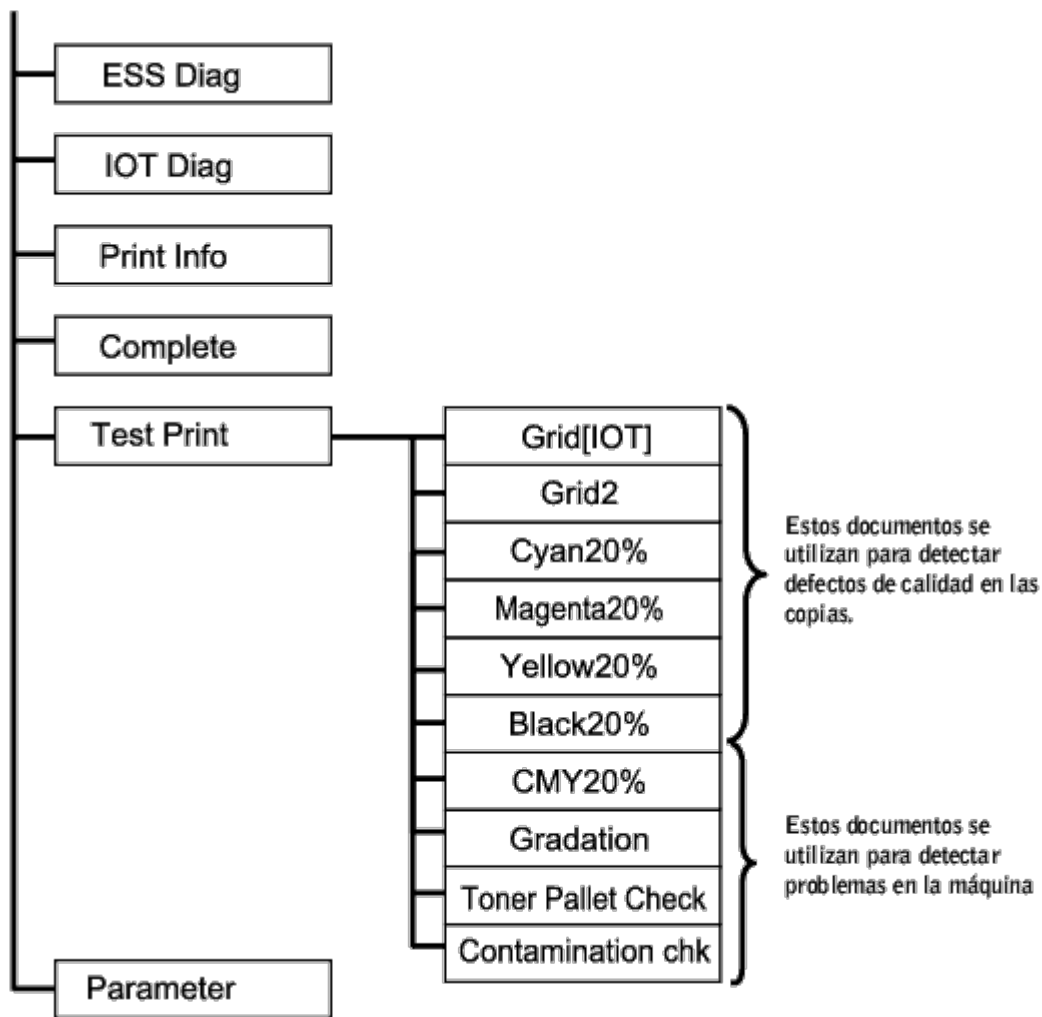 ESS Diag
IOT Diag
Print Info
Complete
Test Print
Grid[IOT]
Grid2
Cyan20%
Magenta20%
Yellow20%
Black20%
CMY20%
Gradation
Toner Pallet Check
Contamination chk
Estos documentos se
utilizan para detectar
defectos de calidad en las
copias.
Estos documentos se
utilizan para detectar
problemas en la máquina
Parameter